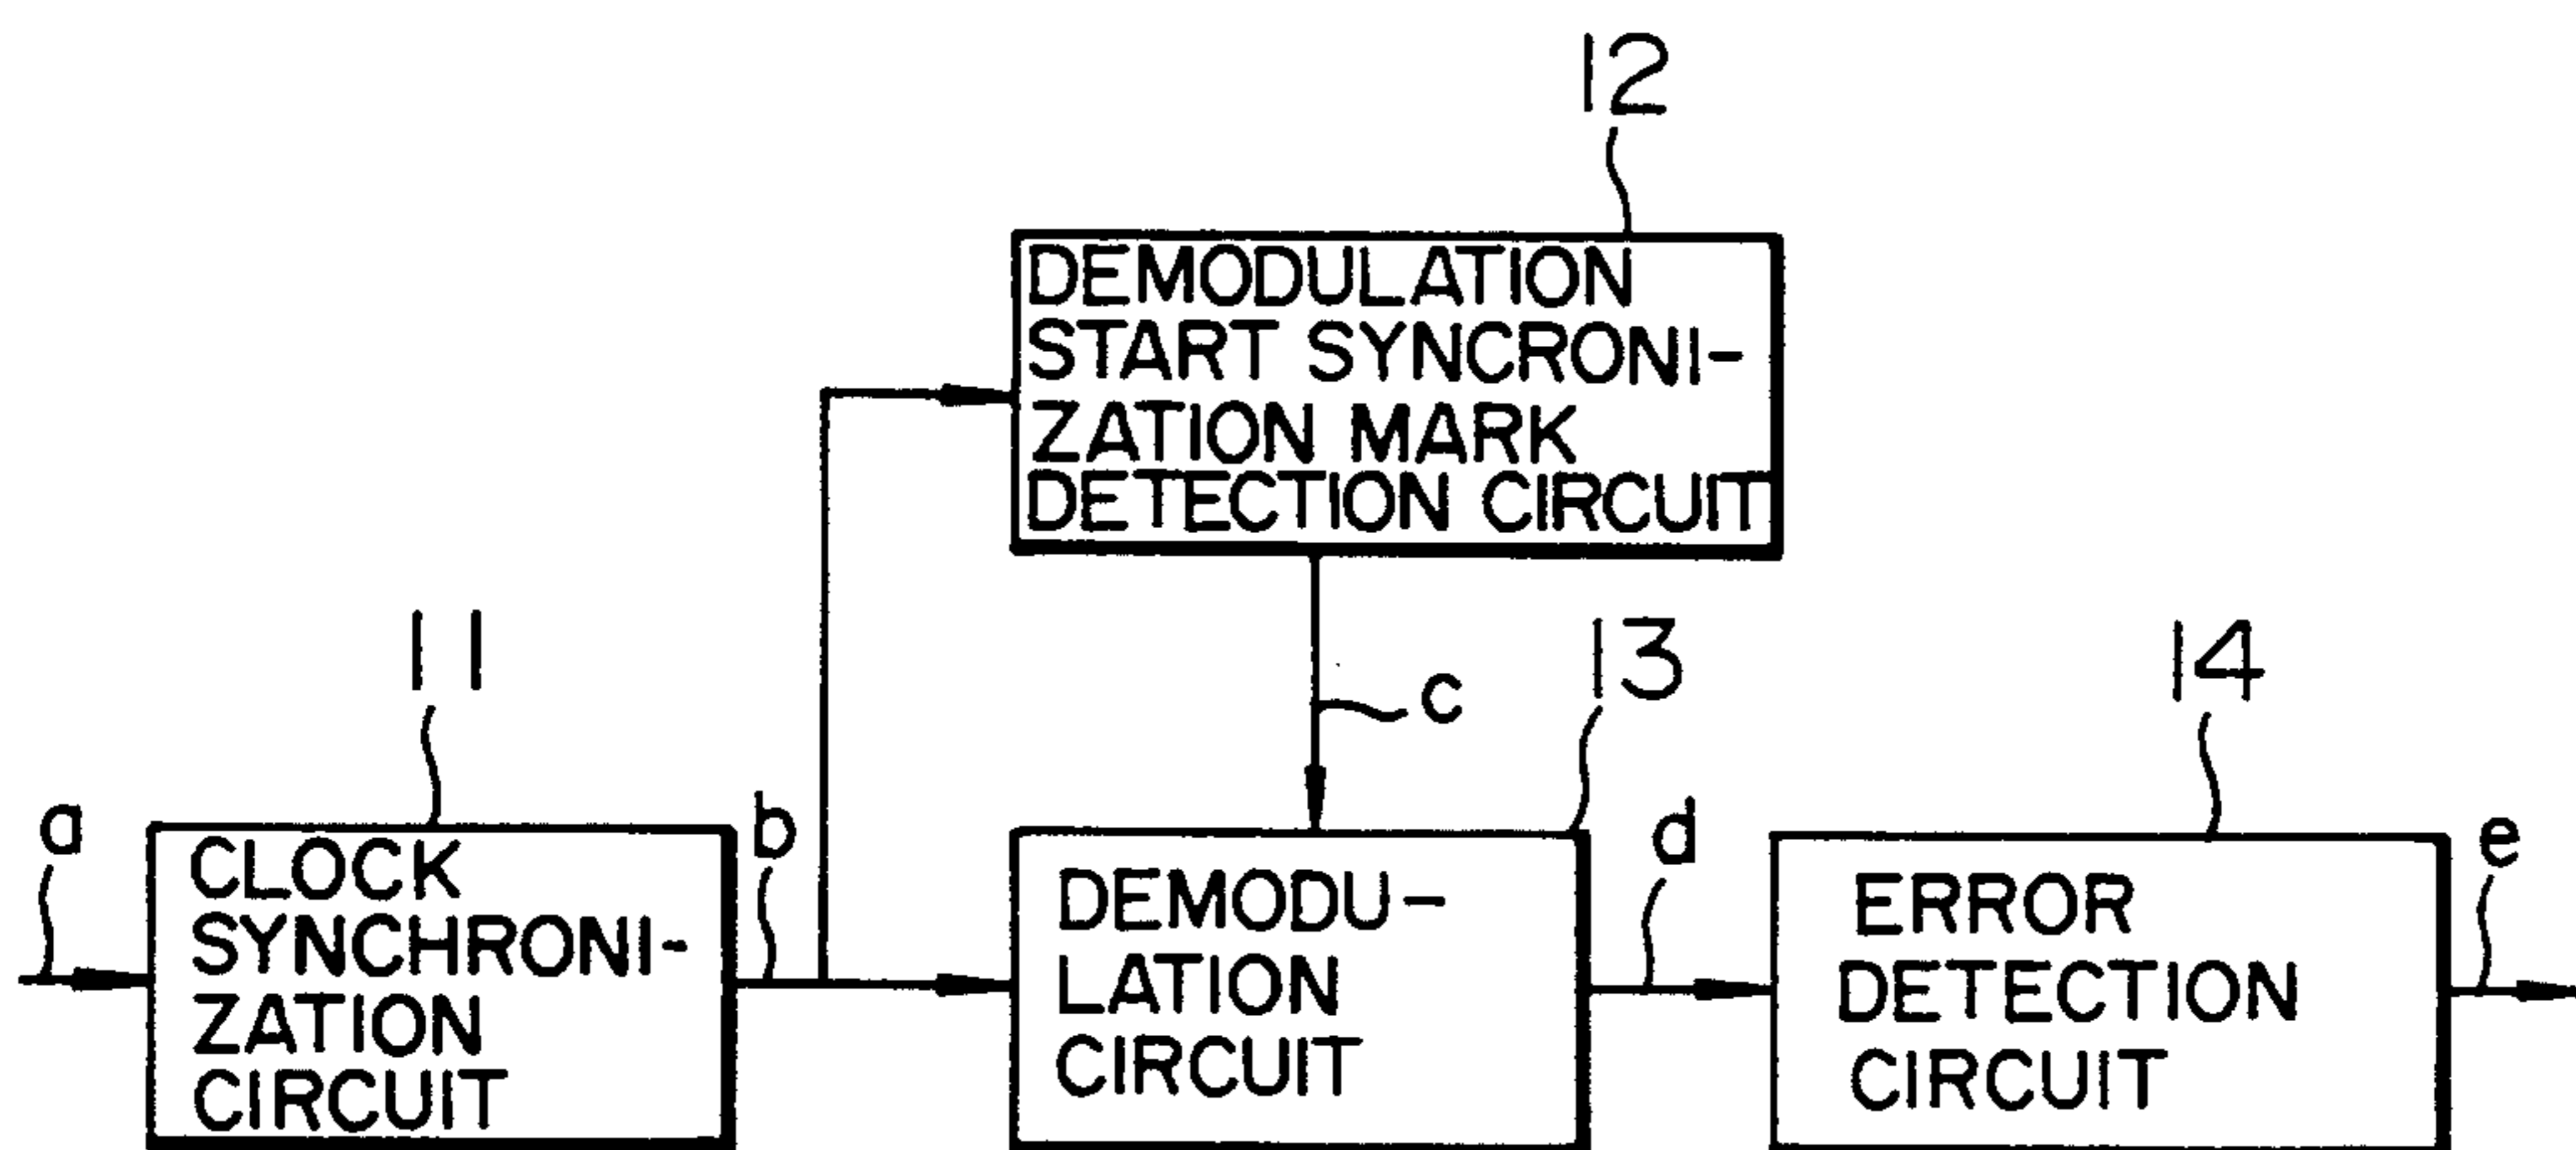 12
DEMODULATION
START SYNCRONI-
ZATION MARK
DETECTION CIRCUIT
11
c
13
14
a
CLOCK
SYNCHRONI-
ZATION
CIRCUIT
b
DEMODU-
LATION
CIRCUIT
d
ERROR
DETECTION
CIRCUIT
e